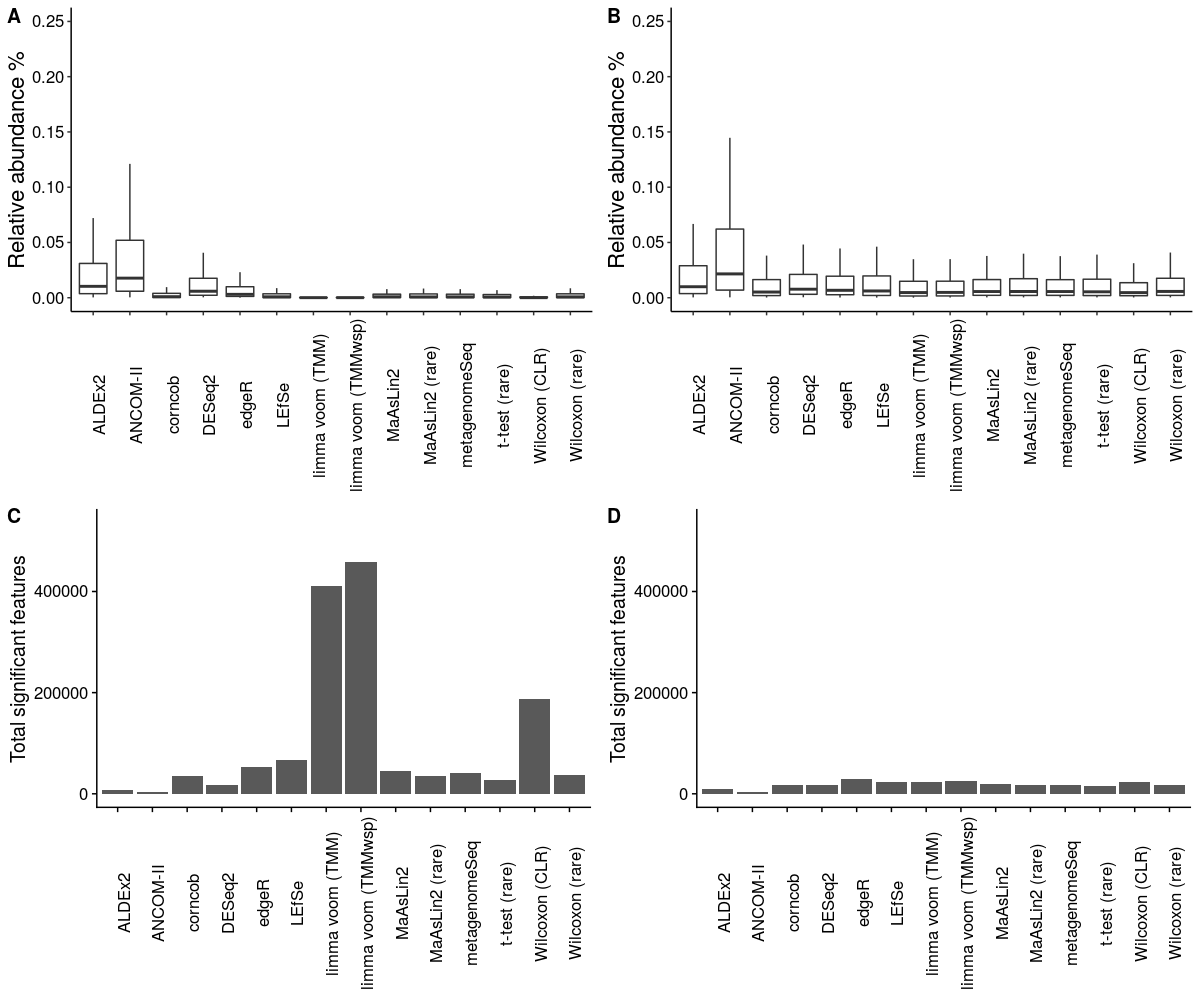 A
Relative abundance %
0.25
0.20
0.15
0.10
0.05
0.00
ALDEx2
ANCOM-II
corncob
DESeq2
edgeR
LEfSe
limma voom (TMM)
limma voom (TMMwsp)
MaAsLin2
MaAsLin2 (rare)
metagenomeSeq
t-test (rare)
Wilcoxon (CLR)
Wilcoxon (rare)
B
Relative abundance %
0.25
0.20
0.15
0.10
0.05
0.00
ALDEx2
ANCOM-II
corncob
DESeq2
edgeR
LEfSe
limma voom (TMM)
limma voom (TMMwsp)
MaAsLin2
MaAsLin2 (rare)
metagenomeSeq
t-test (rare)
Wilcoxon (CLR)
Wilcoxon (rare)
C
Total significant features
400000
200000
0
ALDEx2
ANCOM-II
corncob
DESeq2
edgeR
LEfSe
limma voom (TMM)
limma voom (TMMwsp)
MaAsLin2
MaAsLin2 (rare)
metagenomeSeq
t-test (rare)
Wilcoxon (CLR)
Wilcoxon (rare)
D
Total significant features
400000
200000
0
ALDEx2
ANCOM-II
corncob
DESeq2
edgeR
LEfSe
limma voom (TMM)
limma voom (TMMwsp)
MaAsLin2
MaAsLin2 (rare)
metagenomeSeq
t-test (rare)
Wilcoxon (CLR)
Wilcoxon (rare)